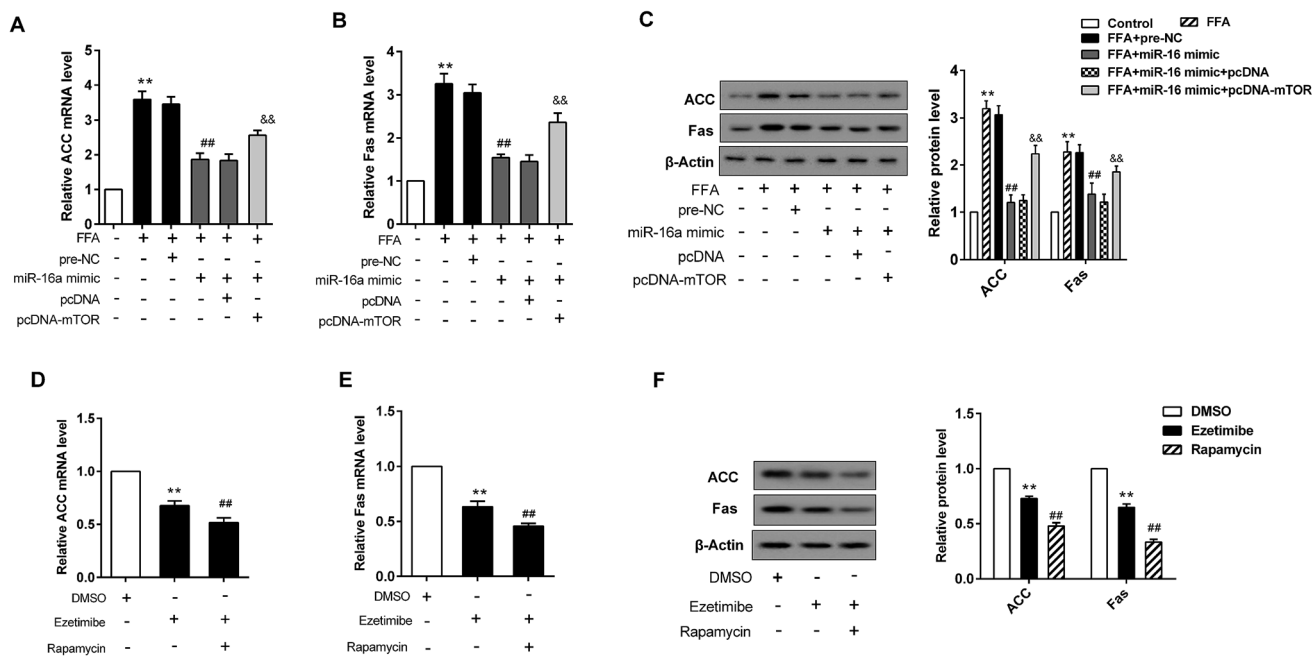 A
Relative ACC mRNA level
5
4
3
2
1
0
**
##
&&
FFA - + + + + +
pre-NC - - + - - -
miR-16a mimic - - - + + +
pcDNA - - - - + -
pcDNA-mTOR - - - - - +
B
Relative Fas mRNA level
4
3
2
1
0
**
##
&&
FFA - + + + + +
pre-NC - - + - - -
miR-16a mimic - - - + + +
pcDNA - - - - + -
pcDNA-mTOR - - - - - +
C
ACC
Fas
β-Actin
FFA - + + + + +
pre-NC - - + - - -
miR-16a mimic - - - + + +
pcDNA - - - - + -
pcDNA-mTOR - - - - - +
Control
FFA
FFA+pre-NC
FFA+miR-16 mimic
FFA+miR-16 mimic+pcDNA
FFA+miR-16 mimic+pcDNA-mTOR
Relative protein level
4
3
2
1
0
**
##
&&
**
##
&&
ACC
Fas
D
Relative ACC mRNA level
1.5
1.0
0.5
0.0
**
##
DMSO + - -
Ezetimibe - + +
Rapamycin - - +
E
Relative Fas mRNA level
1.5
1.0
0.5
0.0
**
##
DMSO + - -
Ezetimibe - + +
Rapamycin - - +
F
ACC
Fas
β-Actin
DMSO + - -
Ezetimibe - + +
Rapamycin - - +
DMSO
Ezetimibe
Rapamycin
Relative protein level
1.5
1.0
0.5
0.0
**
##
**
##
ACC
Fas